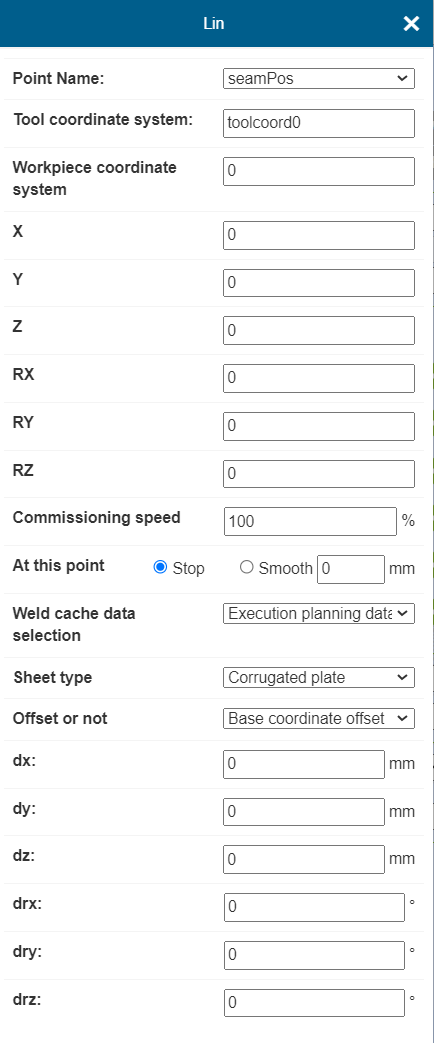 Lin ×
Point Name: seamPos
Tool coordinate system: toolcoord0
Workpiece coordinate
system 0
X 0
Y 0
Z 0
RX 0
RY 0
RZ 0
Commissioning speed 100 %
At this point Stop Smooth 0 mm
Weld cache data
selection Execution planning data
Sheet type Corrugated plate
Offset or not Base coordinate offset
dx: 0 mm
dy: 0 mm
dz: 0 mm
drx: 0 °
dry: 0 °
drz: 0 °